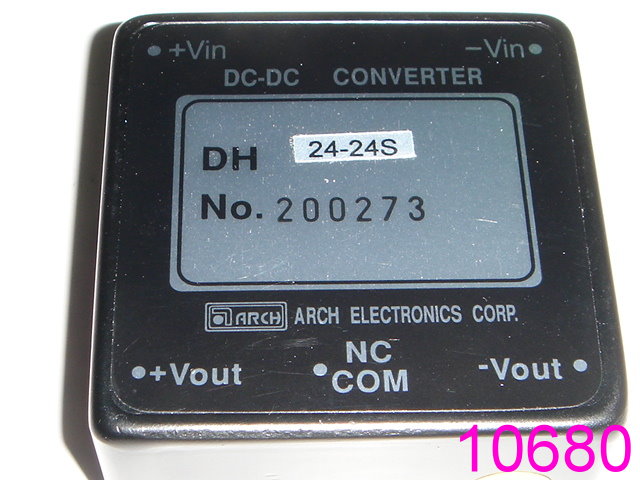 +Vin -Vin
DC-DC CONVERTER
DH 24-24S
No. 200273
ARCH ARCH ELECTRONICS CORP.
+Vout NC COM -Vout
10680